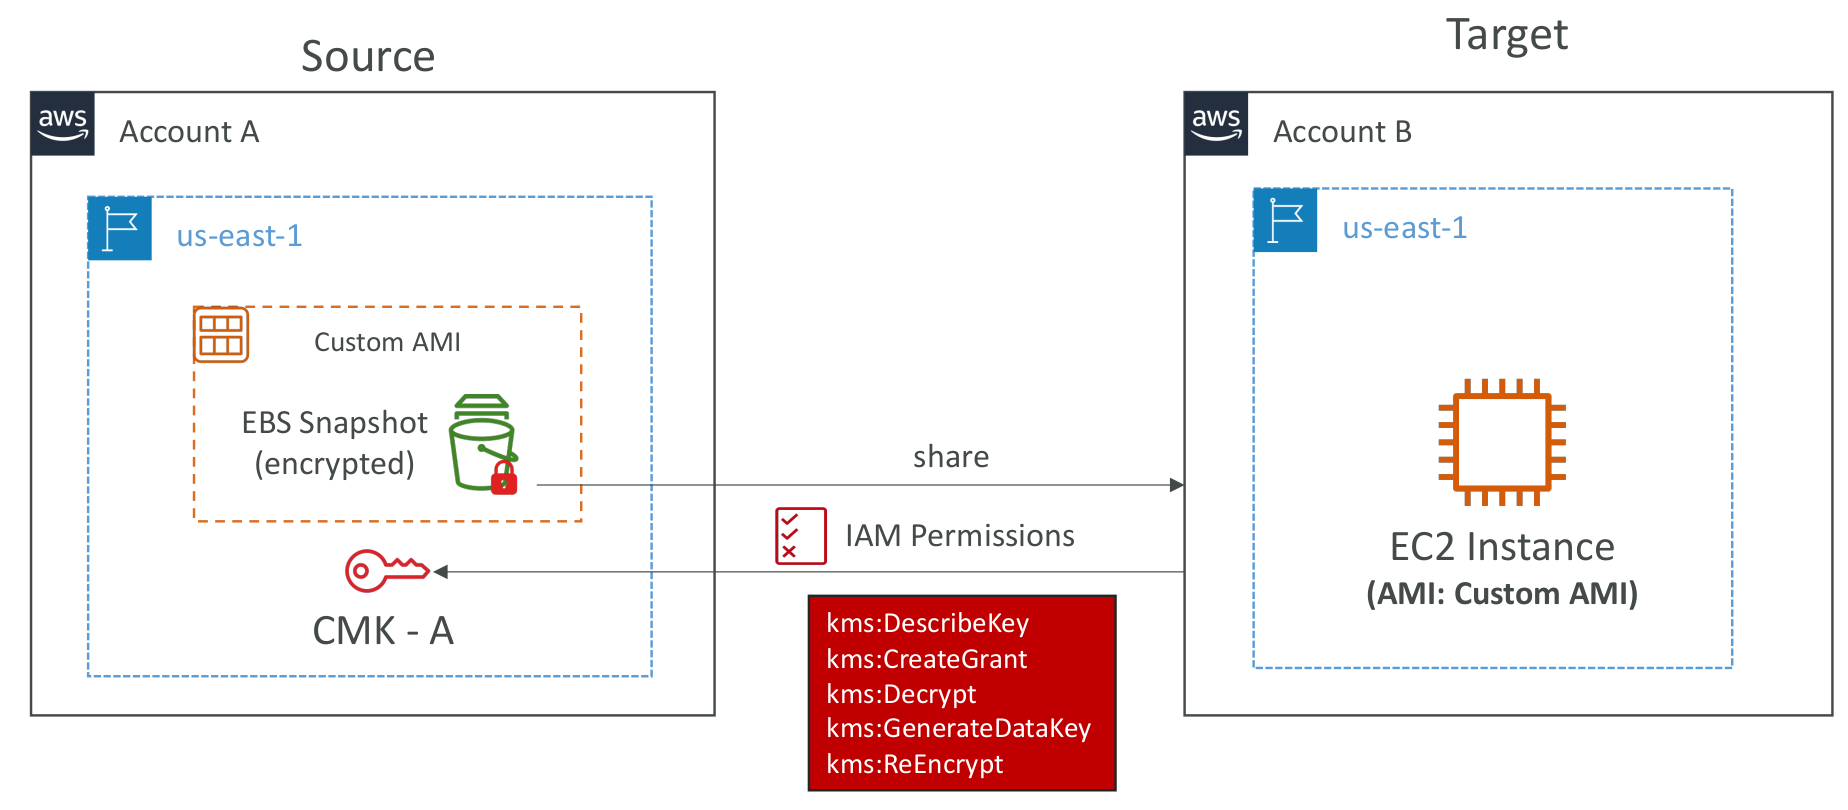 Source
Target
aws
Account A
us-east-1
Custom AMI
EBS Snapshot
(encrypted)
CMK - A
share
IAM Permissions
kms:DescribeKey
kms:CreateGrant
kms:Decrypt
kms:GenerateDataKey
kms:ReEncrypt
aws
Account B
us-east-1
EC2 Instance
(AMI: Custom AMI)